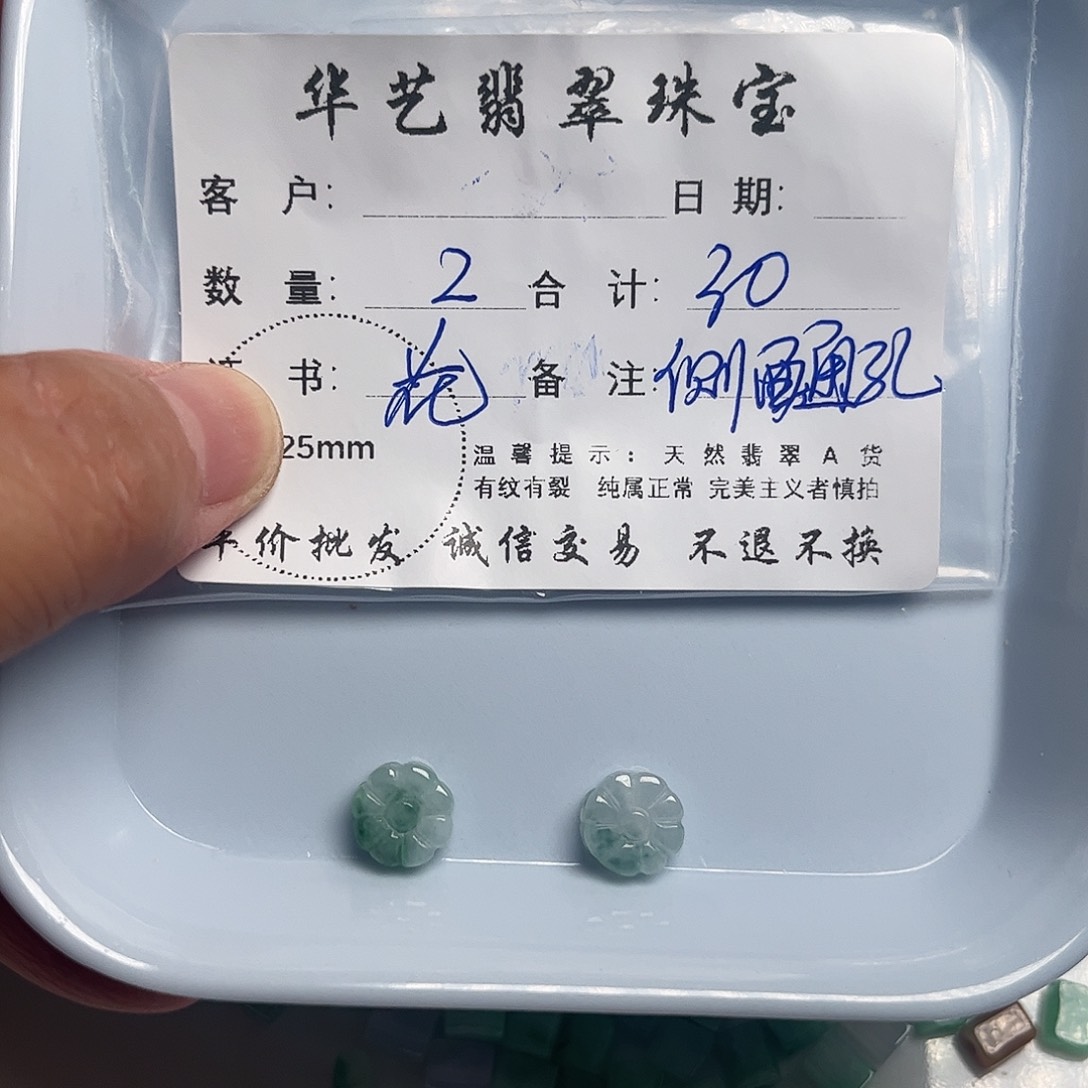 华艺翡翠珠宝
客户: 日期:
数量: 2 合计: 30
书: 花 备注: 侧 通孔
25mm 温馨提示: 天然翡翠A货
有纹有裂 纯属正常 完美主义者慎拍
价批发 诚信交易 不退不换